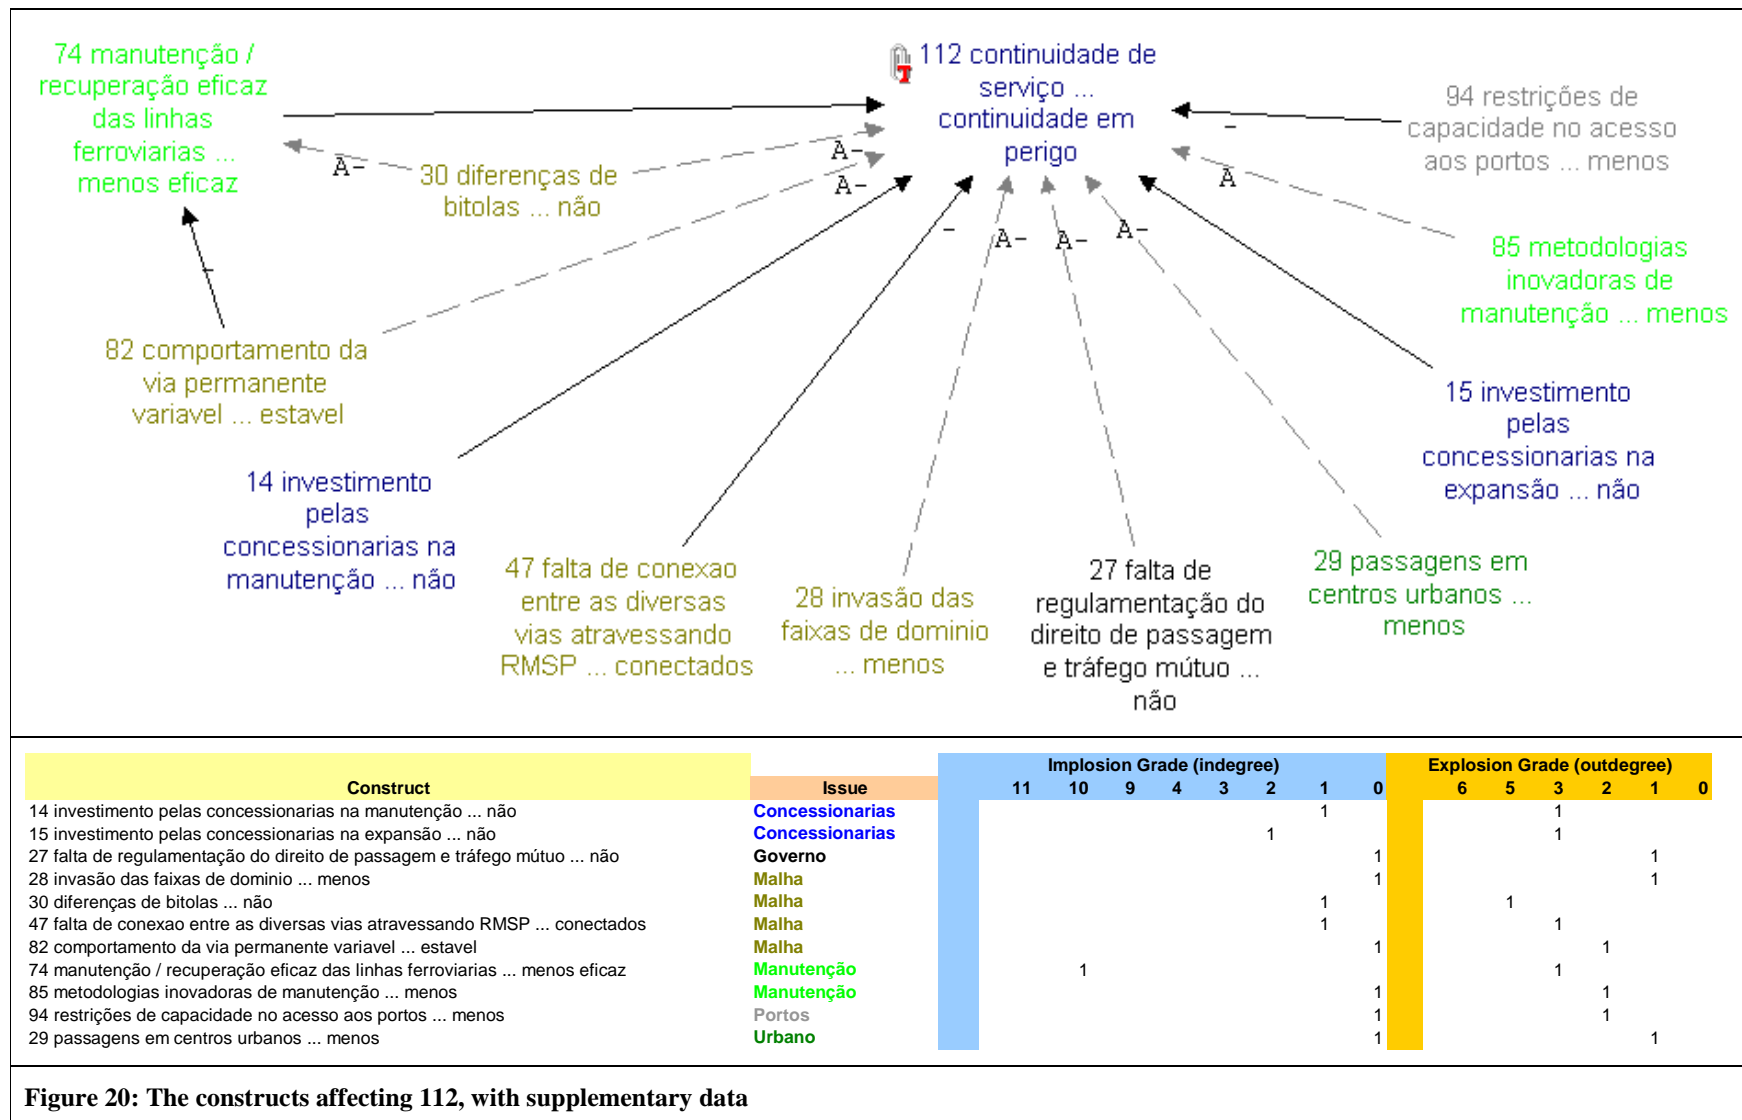 74 manutenção /
recuperação eficaz
das linhas
ferroviarias ...
menos eficaz
112 continuidade de
serviço ...
continuidade em
perigo
T
94 restrições de
capacidade no acesso
aos portos ... menos
–
A-
A-
A-
A
30 diferenças de
bitolas ... não
85 metodologias
inovadoras de
manutenção ... menos
-
A-
A-
A-
-
82 comportamento da
via permanente
variavel ... estavel
15 investimento
pelas
concessionarias na
expansão ... não
14 investimento
pelas
concessionarias na
manutenção ... não
47 falta de conexao
entre as diversas
vias atravessando
RMSP ... conectados
28 invasão das
faixas de dominio
... menos
27 falta de
regulamentação do
direito de passagem
e tráfego mútuo ...
não
29 passagens em
centros urbanos ...
menos
Implosion Grade (indegree) Explosion Grade (outdegree)
Construct Issue 11 10 9 4 3 2 1 0 6 5 3 2 1 0
14 investimento pelas concessionarias na manutenção ... não Concessionarias 1 1
15 investimento pelas concessionarias na expansão ... não Concessionarias 1 1
27 falta de regulamentação do direito de passagem e tráfego mútuo ... não Governo 1 1
28 invasão das faixas de dominio ... menos Malha 1 1
30 diferenças de bitolas ... não Malha 1 1
47 falta de conexao entre as diversas vias atravessando RMSP ... conectados Malha 1 1
82 comportamento da via permanente variavel ... estavel Malha 1 1
74 manutenção / recuperação eficaz das linhas ferroviarias ... menos eficaz Manutenção 1 1
85 metodologias inovadoras de manutenção ... menos Manutenção 1 1
94 restrições de capacidade no acesso aos portos ... menos Portos 1 1
29 passagens em centros urbanos ... menos Urbano 1 1
Figure 20: The constructs affecting 112, with supplementary data